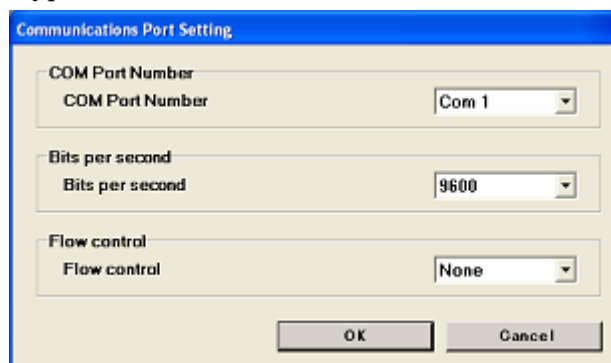 Communications Port Setting
COM Port Number
COM Port Number Com 1
Bits per second
Bits per second 9600
Flow control
Flow control None
OK Cancel